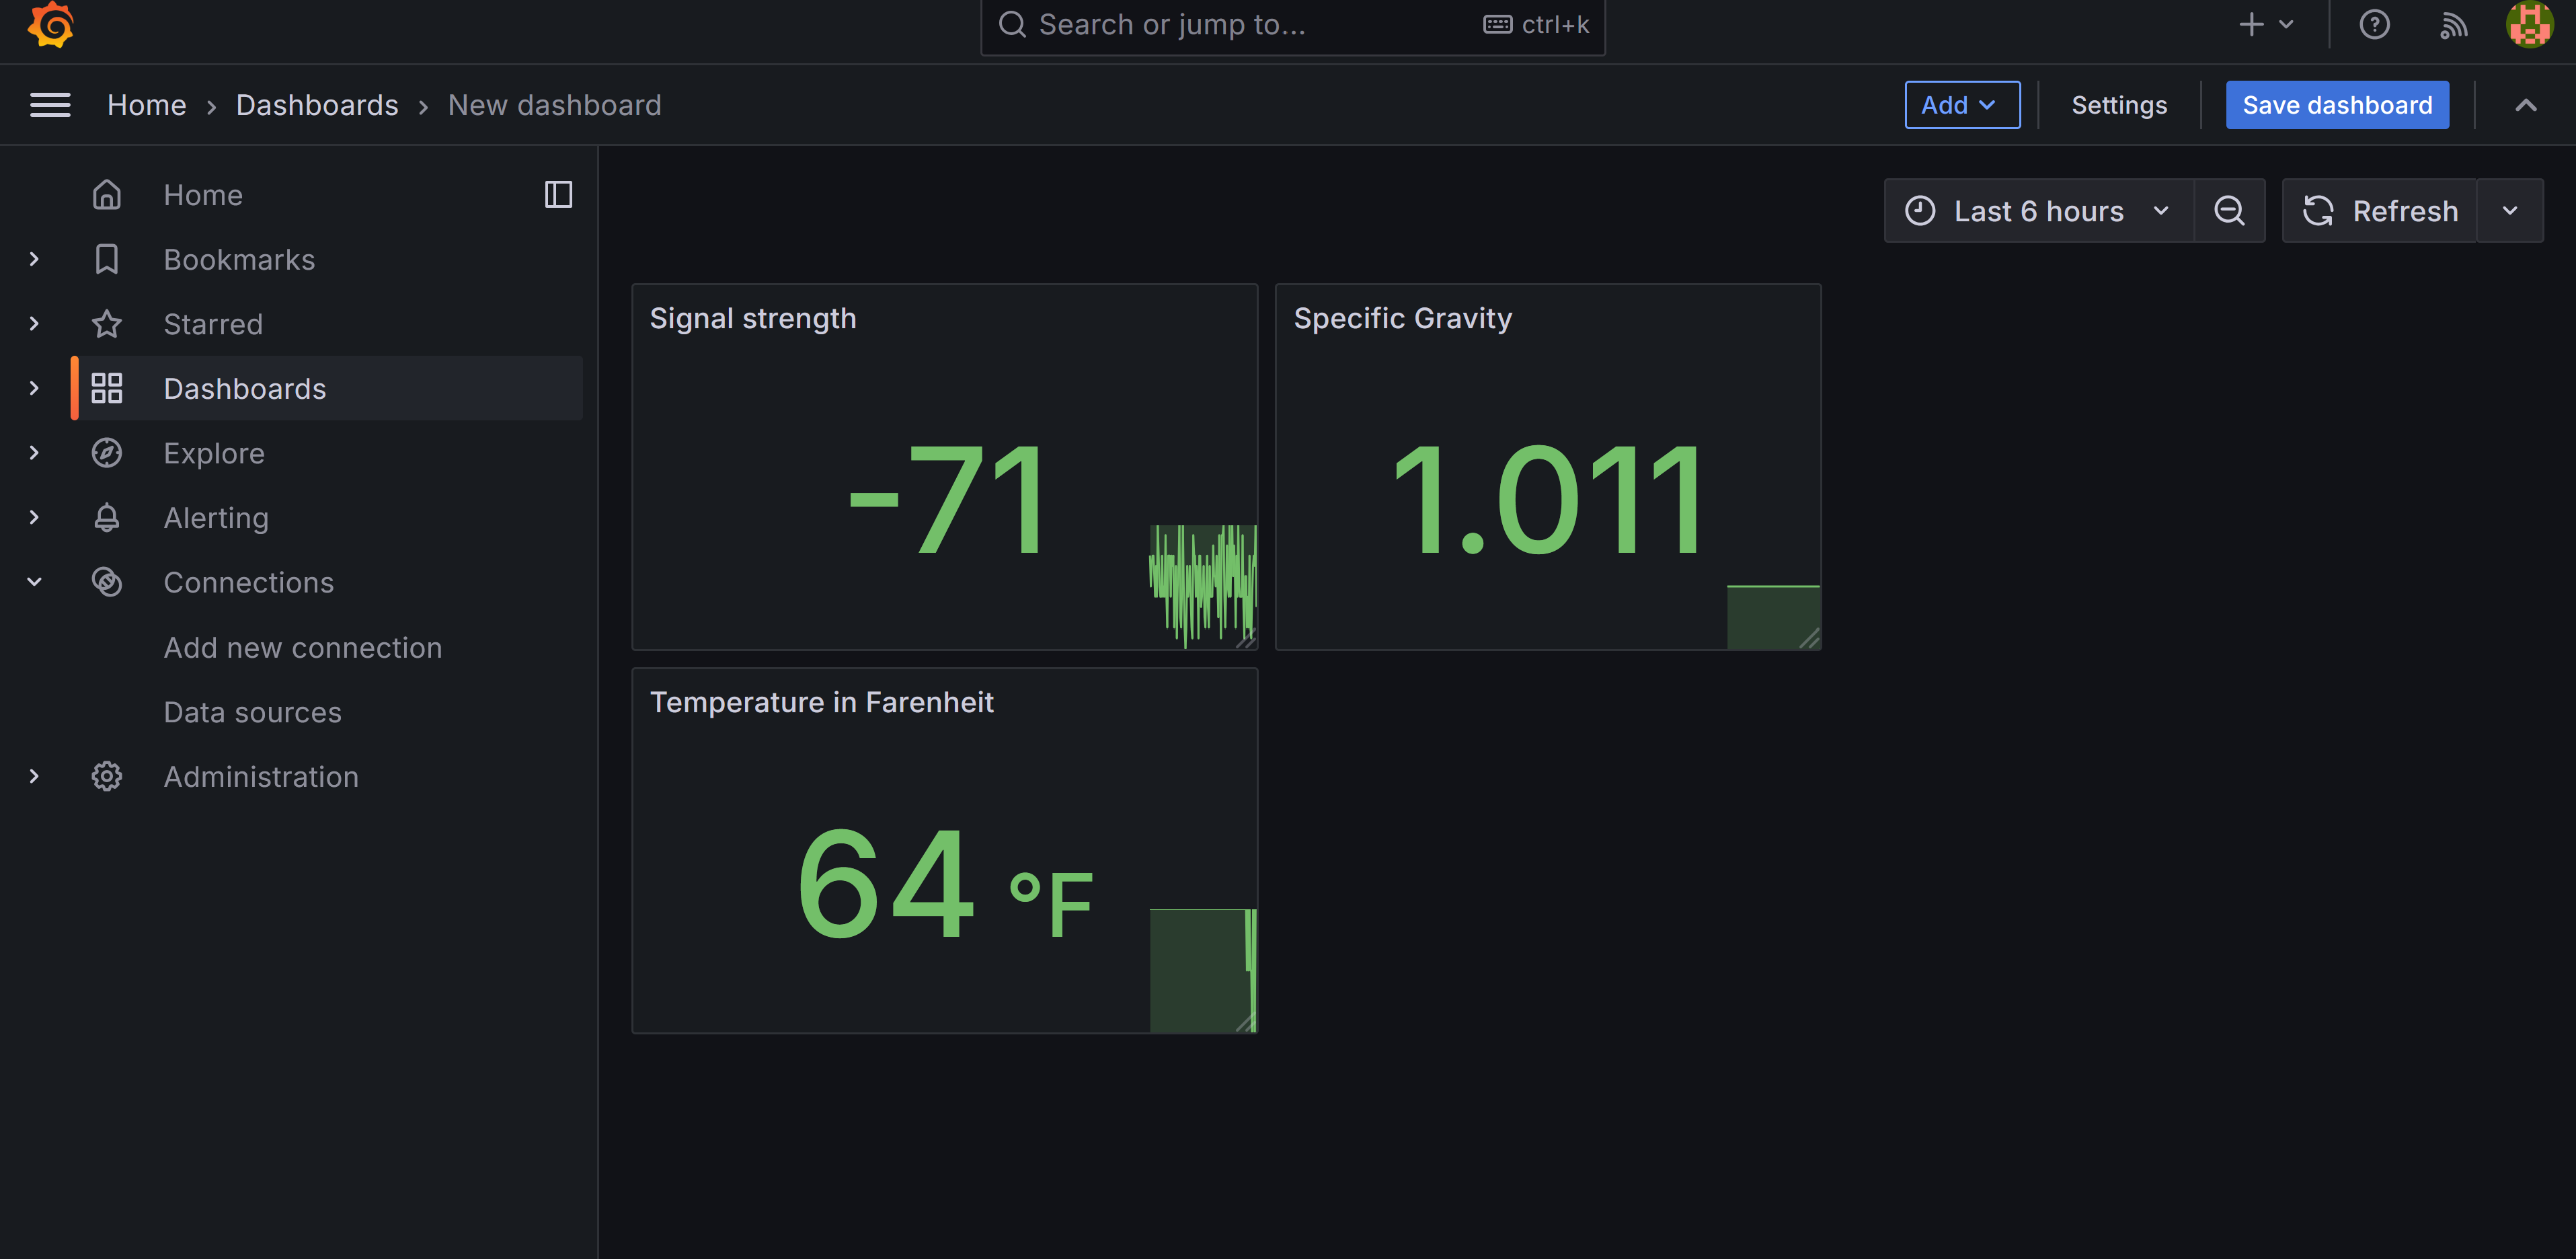 Search or jump to...
ctrl+k
Home
Dashboards
New dashboard
Add
Settings
Save dashboard
Home
Bookmarks
Starred
Dashboards
Explore
Alerting
Connections
Add new connection
Data sources
Administration
Last 6 hours
Refresh
Signal strength
-71
Specific Gravity
1.011
Temperature in Farenheit
64 °F